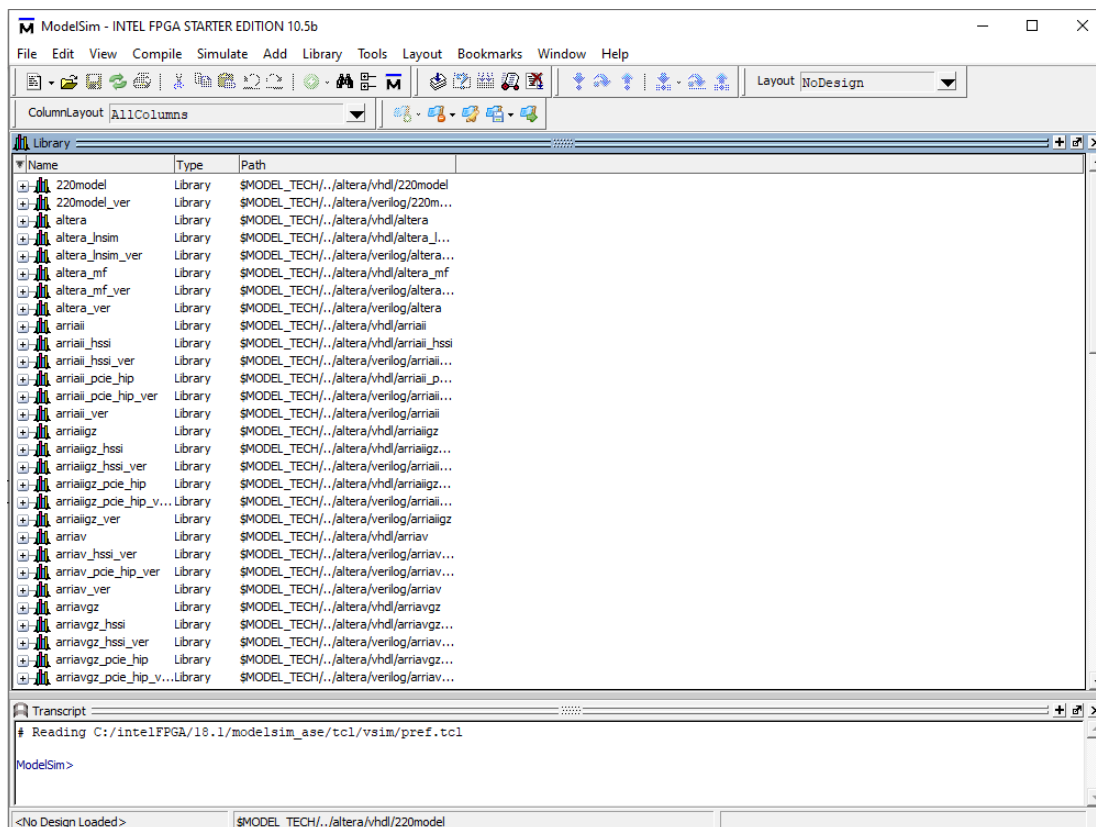 ModelSim - INTEL FPGA STARTER EDITION 10.5b
File Edit View Compile Simulate Add Library Tools Layout Bookmarks Window Help
Layout NoDesign
ColumnLayout AllColumns
Library
Name Type Path
220model Library $MODEL_TECH/../altera/vhdl/220model
220model_ver Library $MODEL_TECH/../altera/verilog/220m...
altera Library $MODEL_TECH/../altera/vhdl/altera
altera_lnsim Library $MODEL_TECH/../altera/vhdl/altera_l...
altera_lnsim_ver Library $MODEL_TECH/../altera/verilog/altera...
altera_mf Library $MODEL_TECH/../altera/vhdl/altera_mf
altera_mf_ver Library $MODEL_TECH/../altera/verilog/altera...
altera_ver Library $MODEL_TECH/../altera/verilog/altera
arriaii Library $MODEL_TECH/../altera/vhdl/arriaii
arriaii_hssi Library $MODEL_TECH/../altera/vhdl/arriaii_hssi
arriaii_hssi_ver Library $MODEL_TECH/../altera/verilog/arriaii...
arriaii_pcie_hip Library $MODEL_TECH/../altera/vhdl/arriaii_p...
arriaii_pcie_hip_ver Library $MODEL_TECH/../altera/verilog/arriaii...
arriaii_ver Library $MODEL_TECH/../altera/verilog/arriaii
arriaiigz Library $MODEL_TECH/../altera/vhdl/arriaiigz
arriaiigz_hssi Library $MODEL_TECH/../altera/vhdl/arriaiigz...
arriaiigz_hssi_ver Library $MODEL_TECH/../altera/verilog/arriaii...
arriaiigz_pcie_hip Library $MODEL_TECH/../altera/vhdl/arriaiigz...
arriaiigz_pcie_hip_v... Library $MODEL_TECH/../altera/verilog/arriaii...
arriaiigz_ver Library $MODEL_TECH/../altera/verilog/arriaiigz
arriav Library $MODEL_TECH/../altera/vhdl/arriav
arriav_hssi_ver Library $MODEL_TECH/../altera/verilog/arriav...
arriav_pcie_hip_ver Library $MODEL_TECH/../altera/verilog/arriav...
arriav_ver Library $MODEL_TECH/../altera/verilog/arriav
arriavgz Library $MODEL_TECH/../altera/vhdl/arriavgz
arriavgz_hssi Library $MODEL_TECH/../altera/vhdl/arriavgz...
arriavgz_hssi_ver Library $MODEL_TECH/../altera/verilog/arriav...
arriavgz_pcie_hip Library $MODEL_TECH/../altera/vhdl/arriavgz...
arriavgz_pcie_hip_v... Library $MODEL_TECH/../altera/verilog/arriav...
Transcript
# Reading C:/intelFPGA/18.1/modelsim_ase/tcl/vsim/pref.tcl
ModelSim>
<No Design Loaded> $MODEL_TECH/../altera/vhdl/220model